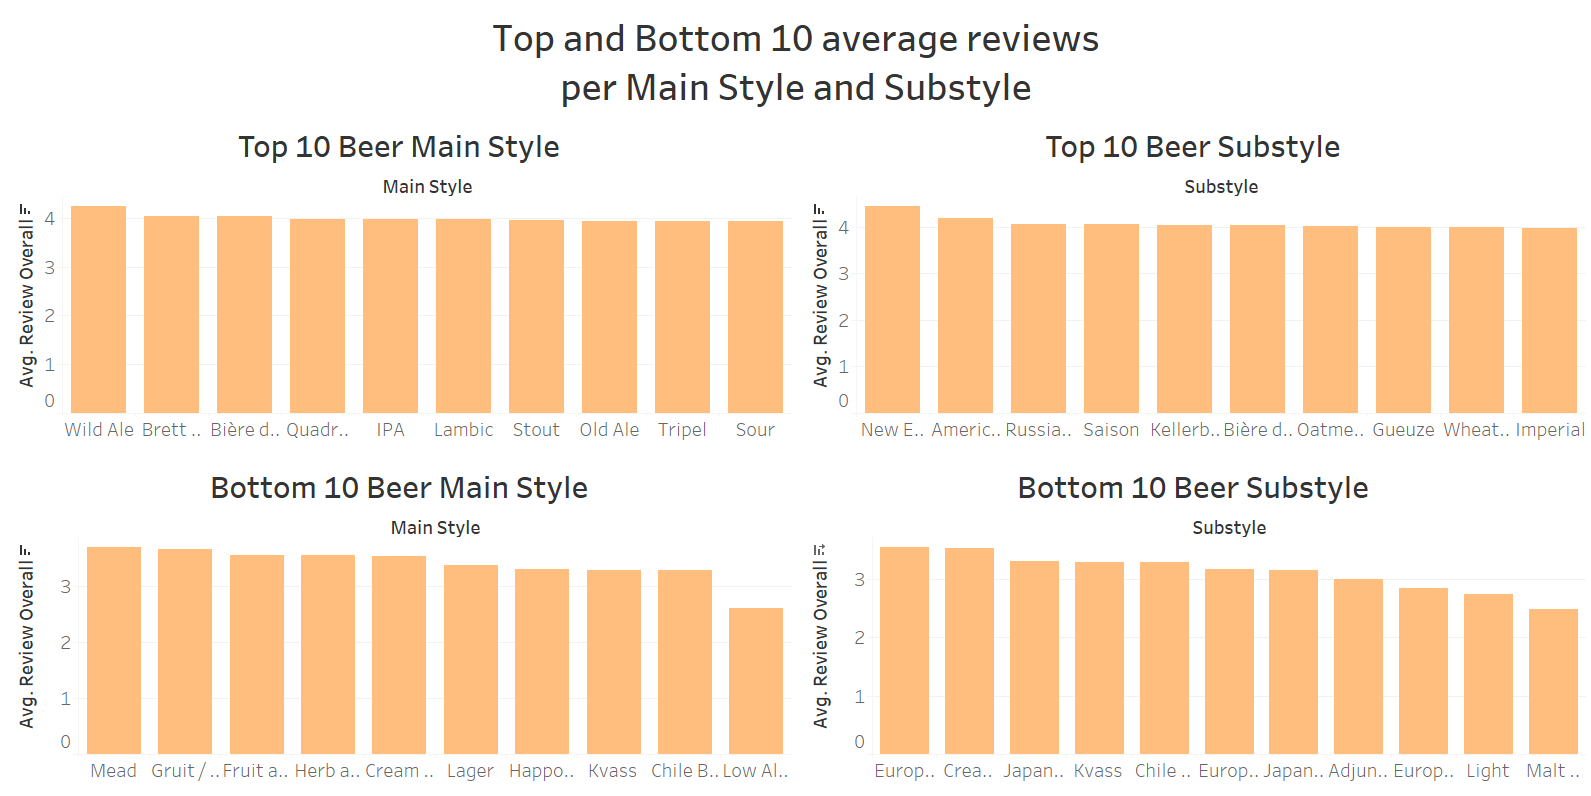 Top and Bottom 10 average reviews
per Main Style and Substyle
Top 10 Beer Main Style
Main Style
Avg. Review Overall
4
3
2
1
0
Wild Ale Brett .. Bière d.. Quadr.. IPA Lambic Stout Old Ale Tripel Sour
Top 10 Beer Substyle
Substyle
Avg. Review Overall
4
3
2
1
0
New E.. Americ.. Russia.. Saison Kellerb.. Bière d.. Oatme.. Gueuze Wheat.. Imperial
Bottom 10 Beer Main Style
Main Style
Avg. Review Overall
3
2
1
0
Mead Gruit / .. Fruit a.. Herb a.. Cream .. Lager Happo.. Kvass Chile B.. Low Al..
Bottom 10 Beer Substyle
Substyle
Avg. Review Overall
3
2
1
0
Europ.. Crea.. Japan.. Kvass Chile .. Europ.. Japan.. Adjun.. Europ.. Light Malt ..